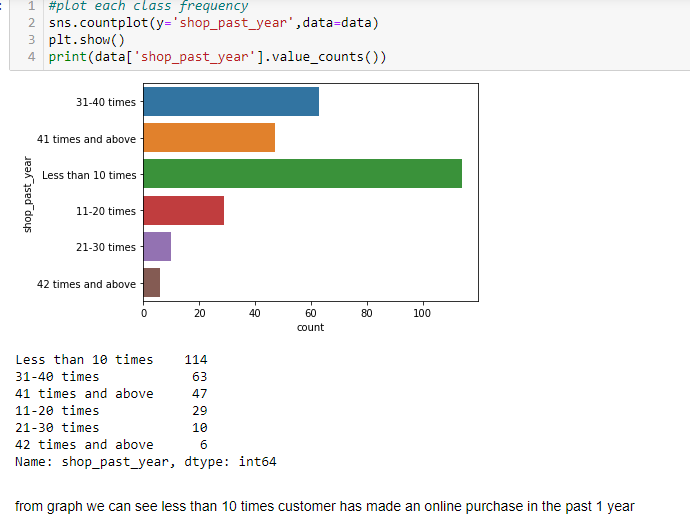 1 #plot each class frequency
2 sns.countplot(y='shop_past_year',data=data)
3 plt.show()
4 print(data['shop_past_year'].value_counts())
shop_past_year
31-40 times
41 times and above
Less than 10 times
11-20 times
21-30 times
42 times and above
0 20 40 60 80 100
count
Less than 10 times 114
31-40 times 63
41 times and above 47
11-20 times 29
21-30 times 10
42 times and above 6
Name: shop_past_year, dtype: int64
from graph we can see less than 10 times customer has made an online purchase in the past 1 year